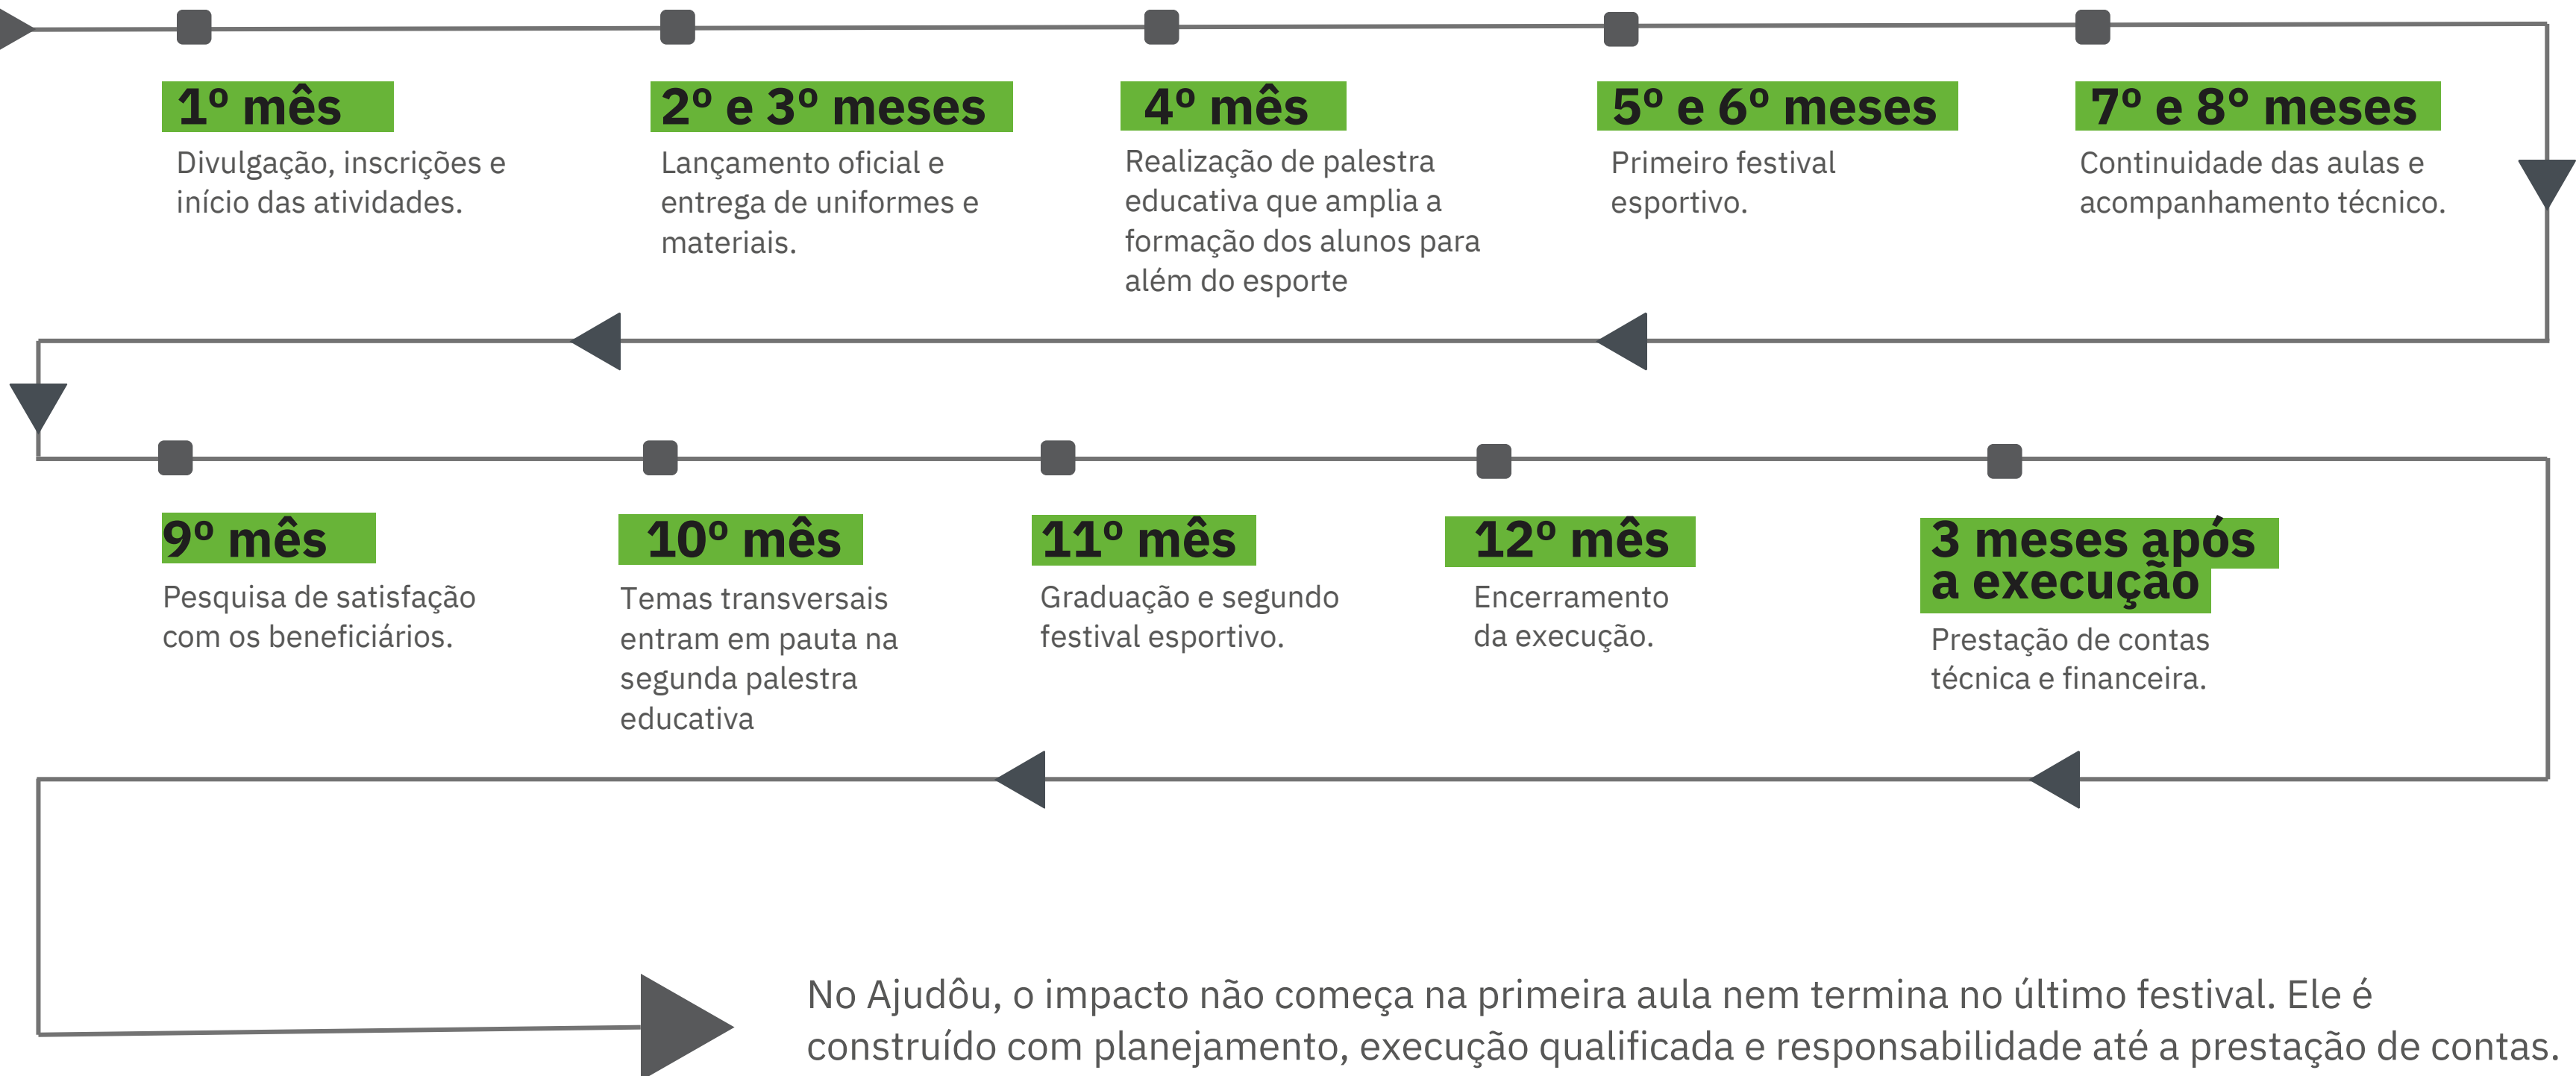 1º mês
Divulgação, inscrições e
início das atividades.
2º e 3º meses
Lançamento oficial e
entrega de uniformes e
materiais.
4º mês
Realização de palestra
educativa que amplia a
formação dos alunos para
além do esporte
5º e 6º meses
Primeiro festival
esportivo.
7º e 8° meses
Continuidade das aulas e
acompanhamento técnico.
9º mês
Pesquisa de satisfação
com os beneficiários.
10º mês
Temas transversais
entram em pauta na
segunda palestra
educativa
11º mês
Graduação e segundo
festival esportivo.
12º mês
Encerramento
da execução.
3 meses após
a execução
Prestação de contas
técnica e financeira.
No Ajudôu, o impacto não começa na primeira aula nem termina no último festival. Ele é
construído com planejamento, execução qualificada e responsabilidade até a prestação de contas.